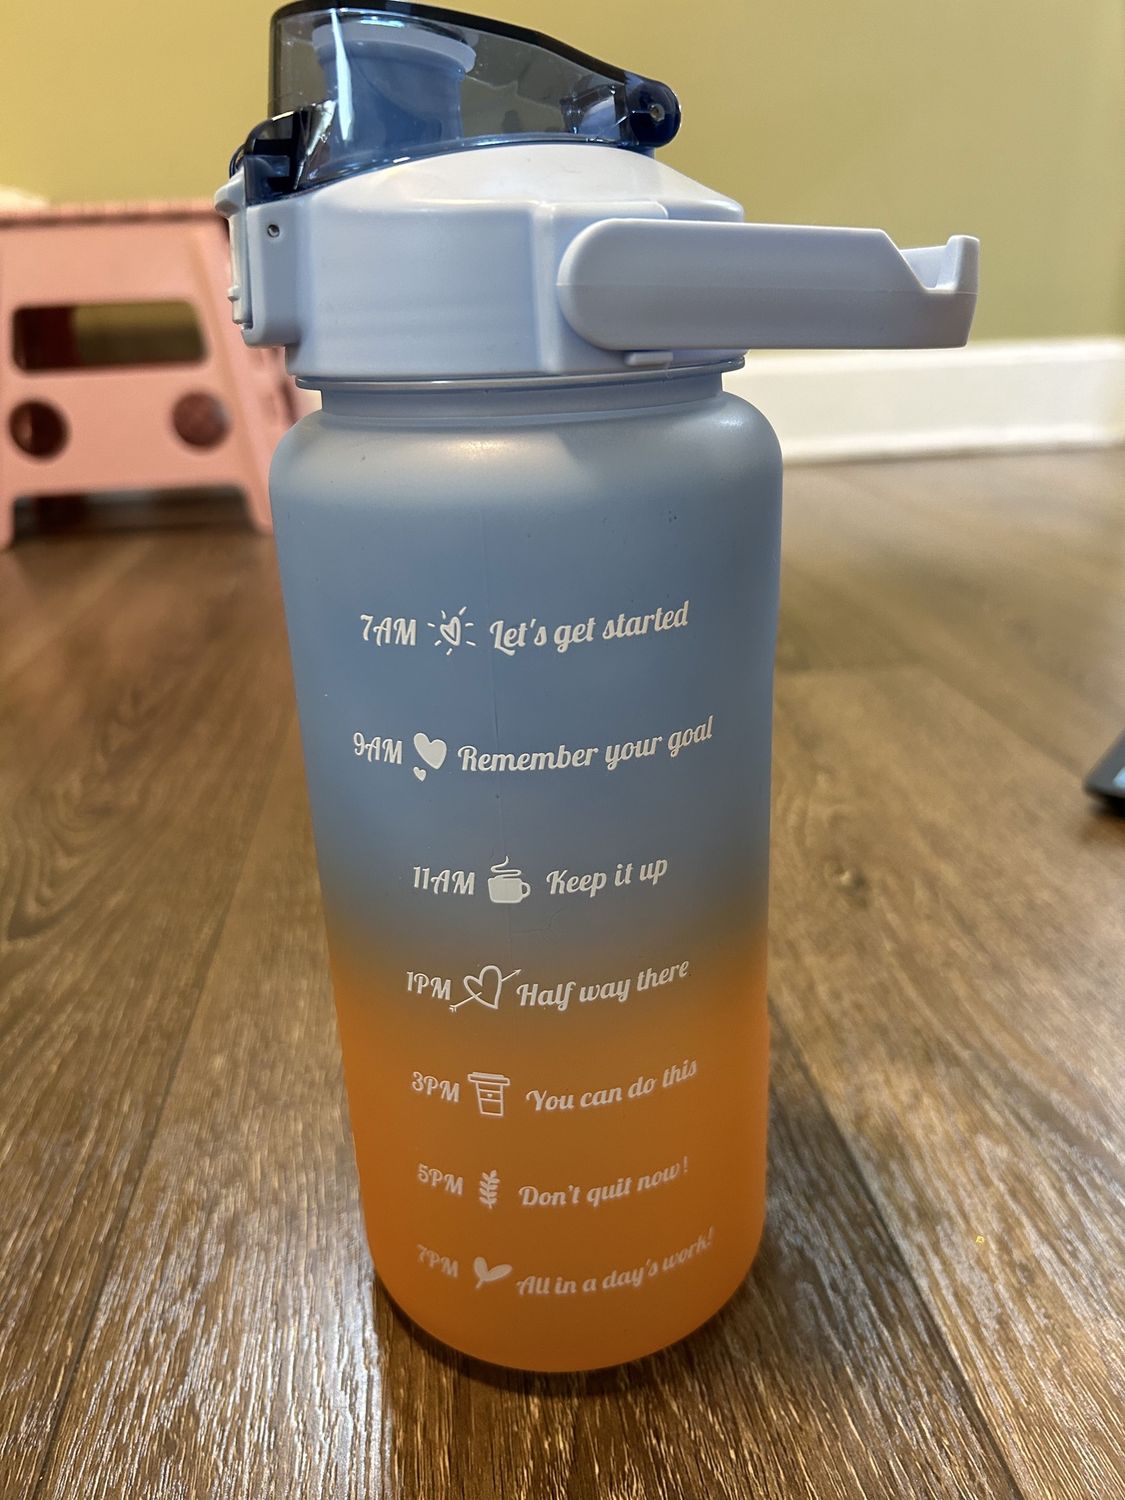 7AM Let's get started
9AM Remember your goal
11AM Keep it up
1PM Half way there
3PM You can do this
5PM Don't quit now!
7PM All in a day's work!